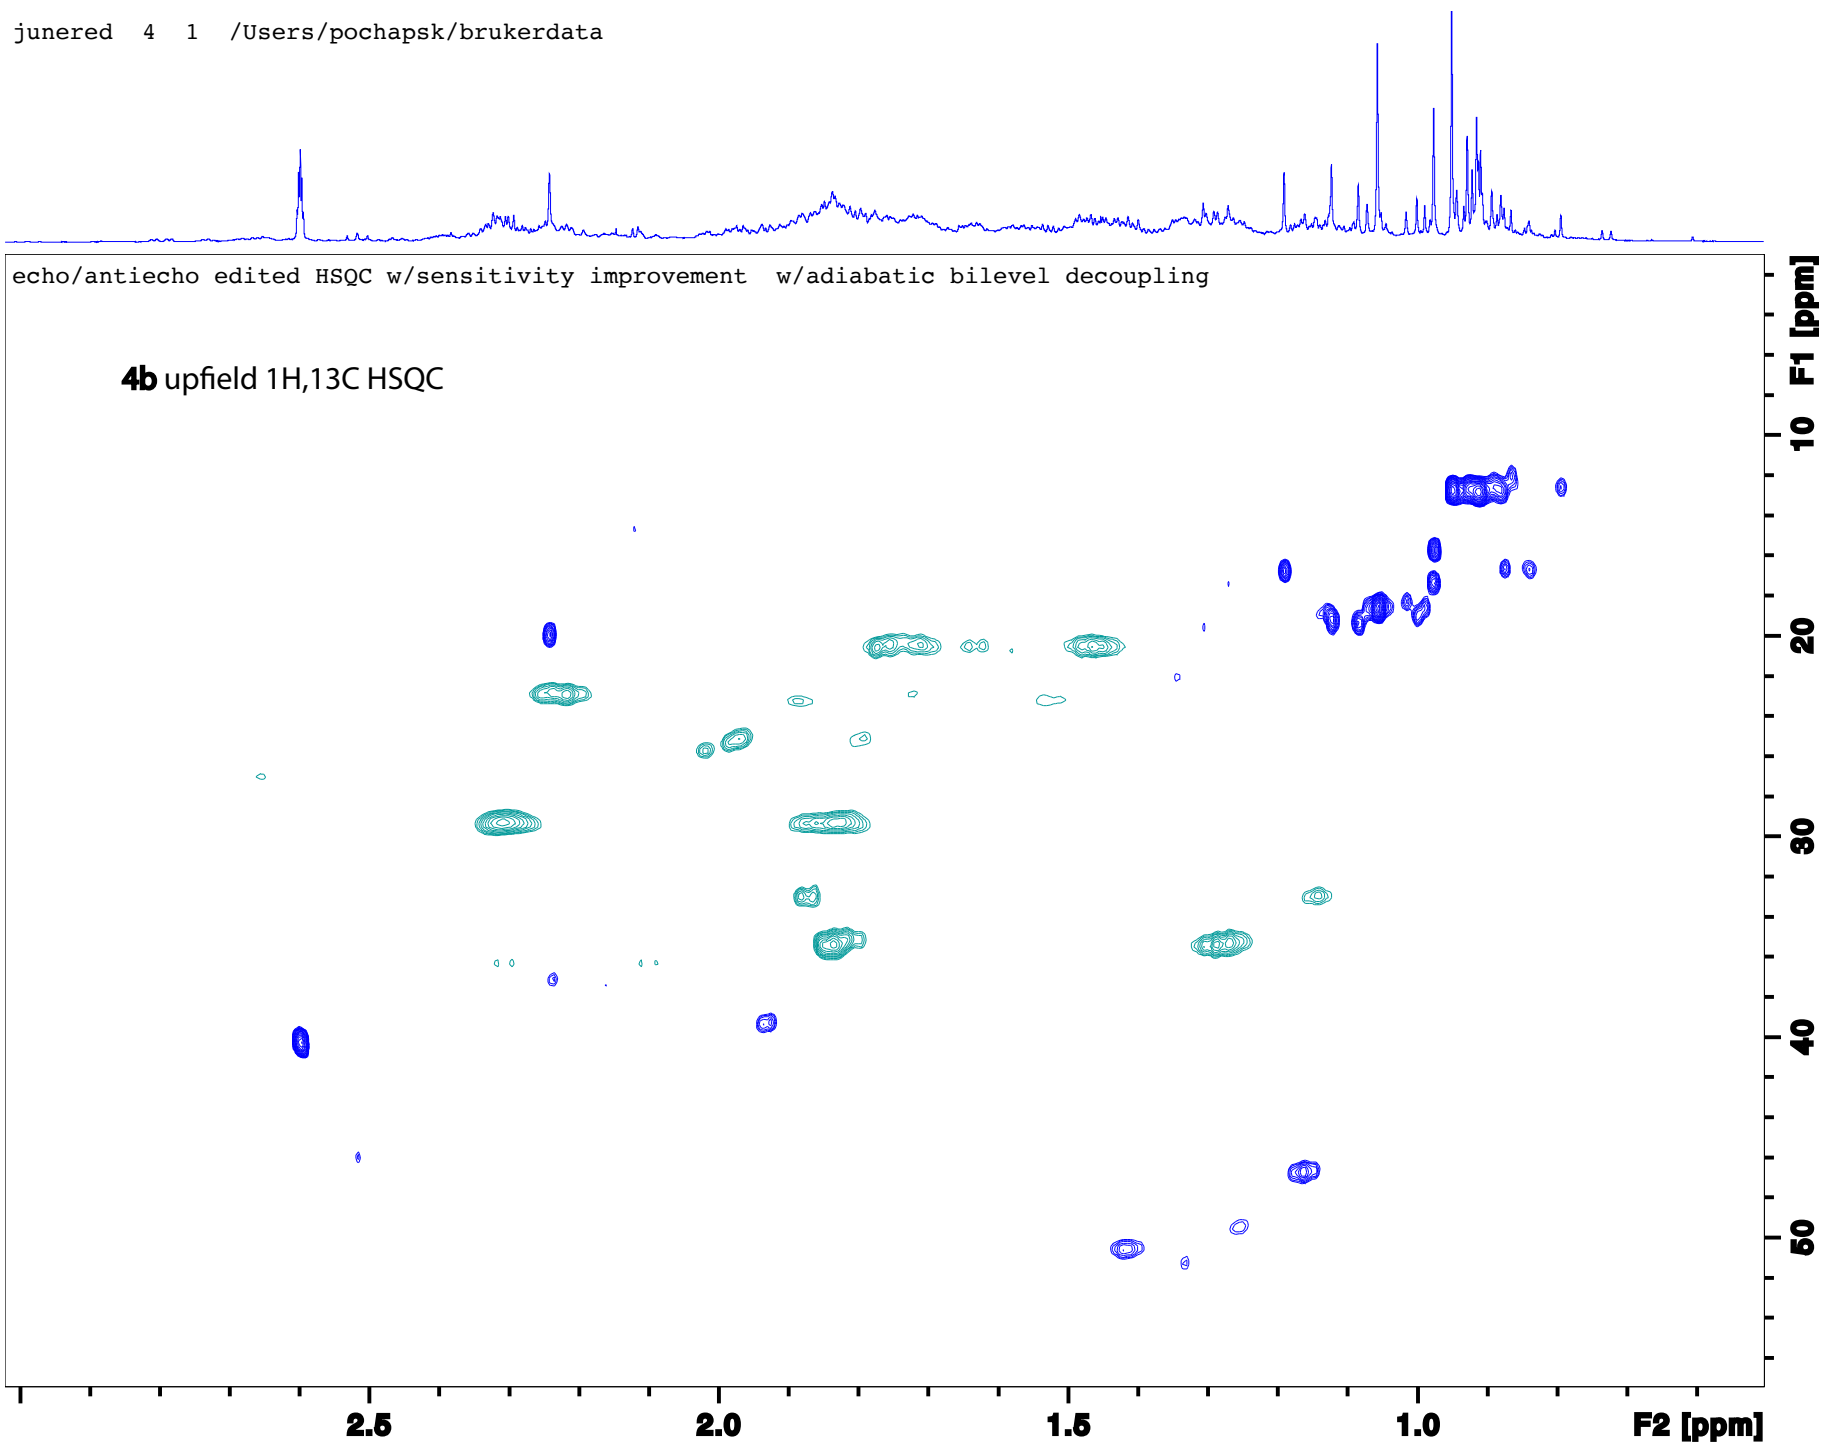 junered 4 1 /Users/pochapsk/brukerdata
echo/antiecho edited HSQC w/sensitivity improvement w/adiabatic bilevel decoupling
4b upfield 1H,13C HSQC
F1 [ppm]
10
20
30
40
50
2.5 2.0 1.5 1.0 F2 [ppm]